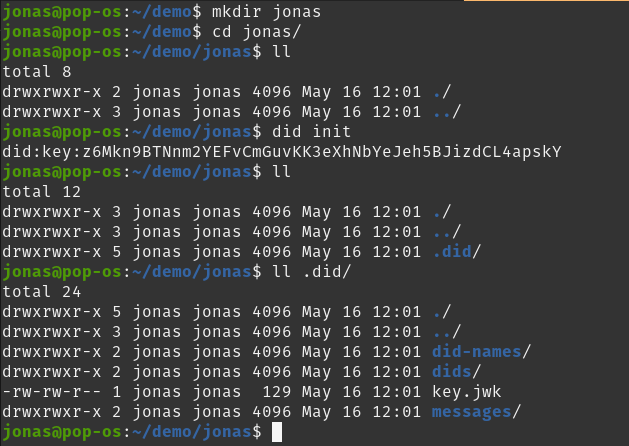 jonas@pop-os:~/demo$ mkdir jonas
jonas@pop-os:~/demo$ cd jonas/
jonas@pop-os:~/demo/jonas$ ll
total 8
drwxrwxr-x 2 jonas jonas 4096 May 16 12:01 ./
drwxrwxr-x 3 jonas jonas 4096 May 16 12:01 ../
jonas@pop-os:~/demo/jonas$ did init
did:key:z6Mkn9BTNnm2YEFvCmGuvKK3eXhNbYeJeh5BJizdCL4apskY
jonas@pop-os:~/demo/jonas$ ll
total 12
drwxrwxr-x 3 jonas jonas 4096 May 16 12:01 ./
drwxrwxr-x 3 jonas jonas 4096 May 16 12:01 ../
drwxrwxr-x 5 jonas jonas 4096 May 16 12:01 .did/
jonas@pop-os:~/demo/jonas$ ll .did/
total 24
drwxrwxr-x 5 jonas jonas 4096 May 16 12:01 ./
drwxrwxr-x 3 jonas jonas 4096 May 16 12:01 ../
drwxrwxr-x 2 jonas jonas 4096 May 16 12:01 did-names/
drwxrwxr-x 2 jonas jonas 4096 May 16 12:01 dids/
-rw-rw-r-- 1 jonas jonas  129 May 16 12:01 key.jwk
drwxrwxr-x 2 jonas jonas 4096 May 16 12:01 messages/
jonas@pop-os:~/demo/jonas$